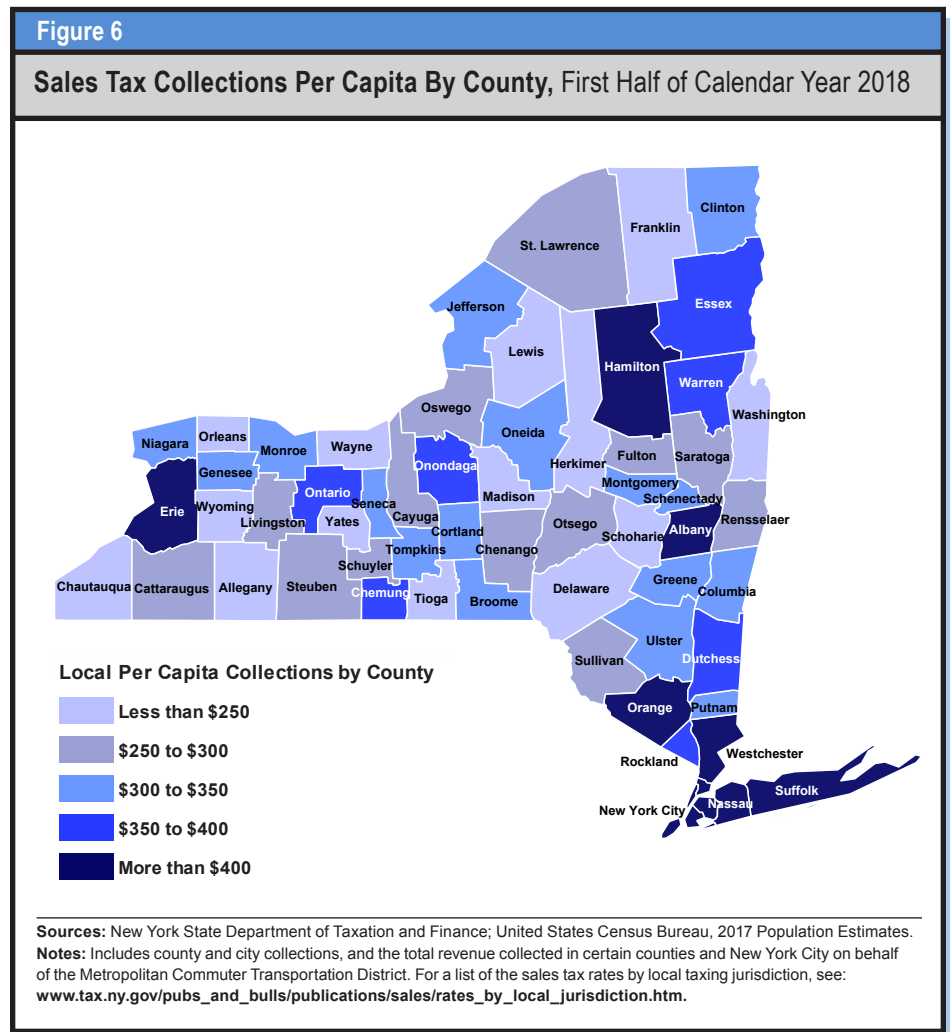 Figure 6
Sales Tax Collections Per Capita By County, First Half of Calendar Year 2018
Clinton
Franklin
St. Lawrence
Essex
Jefferson
Lewis
Hamilton
Warren
Oswego
Washington
Oneida
Niagara
Orleans
Monroe
Wayne
Fulton
Saratoga
Herkimer
Onondaga
Genesee
Montgomery
Ontario
Madison
Schenectady
Seneca
Wyoming
Erie
Cayuga
Livingston
Yates
Otsego
Rensselaer
Albany
Cortland
Schoharie
Tompkins
Chenango
Schuyler
Greene
Chautauqua
Cattaraugus
Allegany
Steuben
Delaware
Columbia
Chemung
Tioga
Broome
Ulster
Sullivan
Dutchess
Local Per Capita Collections by County
Orange
Putnam
Less than $250
$250 to $300
Westchester
Rockland
$300 to $350
Suffolk
Nassau
New York City
$350 to $400
More than $400
Sources: New York State Department of Taxation and Finance; United States Census Bureau, 2017 Population Estimates.
Notes: Includes county and city collections, and the total revenue collected in certain counties and New York City on behalf
of the Metropolitan Commuter Transportation District. For a list of the sales tax rates by local taxing jurisdiction, see:
www.tax.ny.gov/pubs_and_bulls/publications/sales/rates_by_local_jurisdiction.htm.